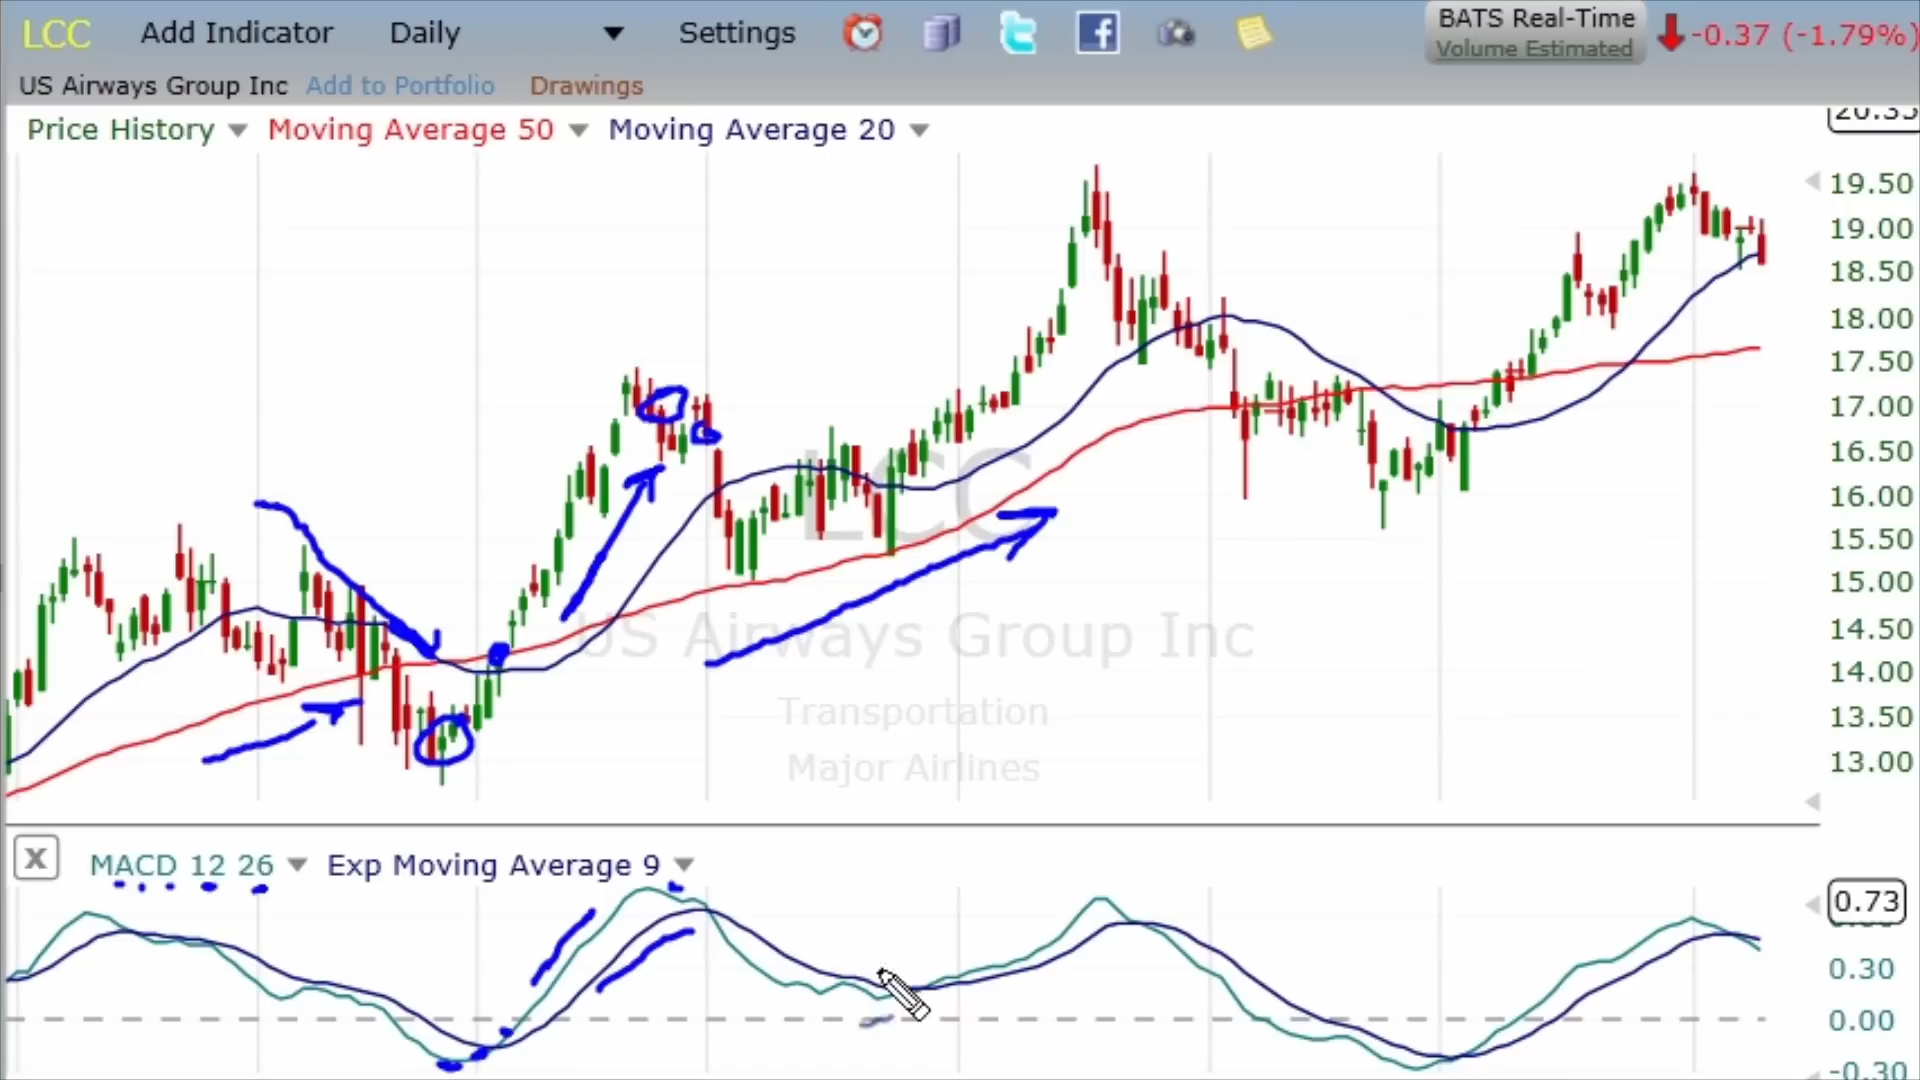 LCC Add Indicator Daily Settings BATS Real-Time -0.37 (-1.79%)
Volume Estimated
US Airways Group Inc Add to Portfolio Drawings
Price History Moving Average 50 Moving Average 20
20.35
19.50
19.00
18.50
18.00
17.50
17.00
16.50
16.00
15.50
15.00
14.50
14.00
13.50
13.00
LCC
US Airways Group Inc
Transportation
Major Airlines
X MACD 12 26 Exp Moving Average 9
0.73
0.30
0.00
-0.30